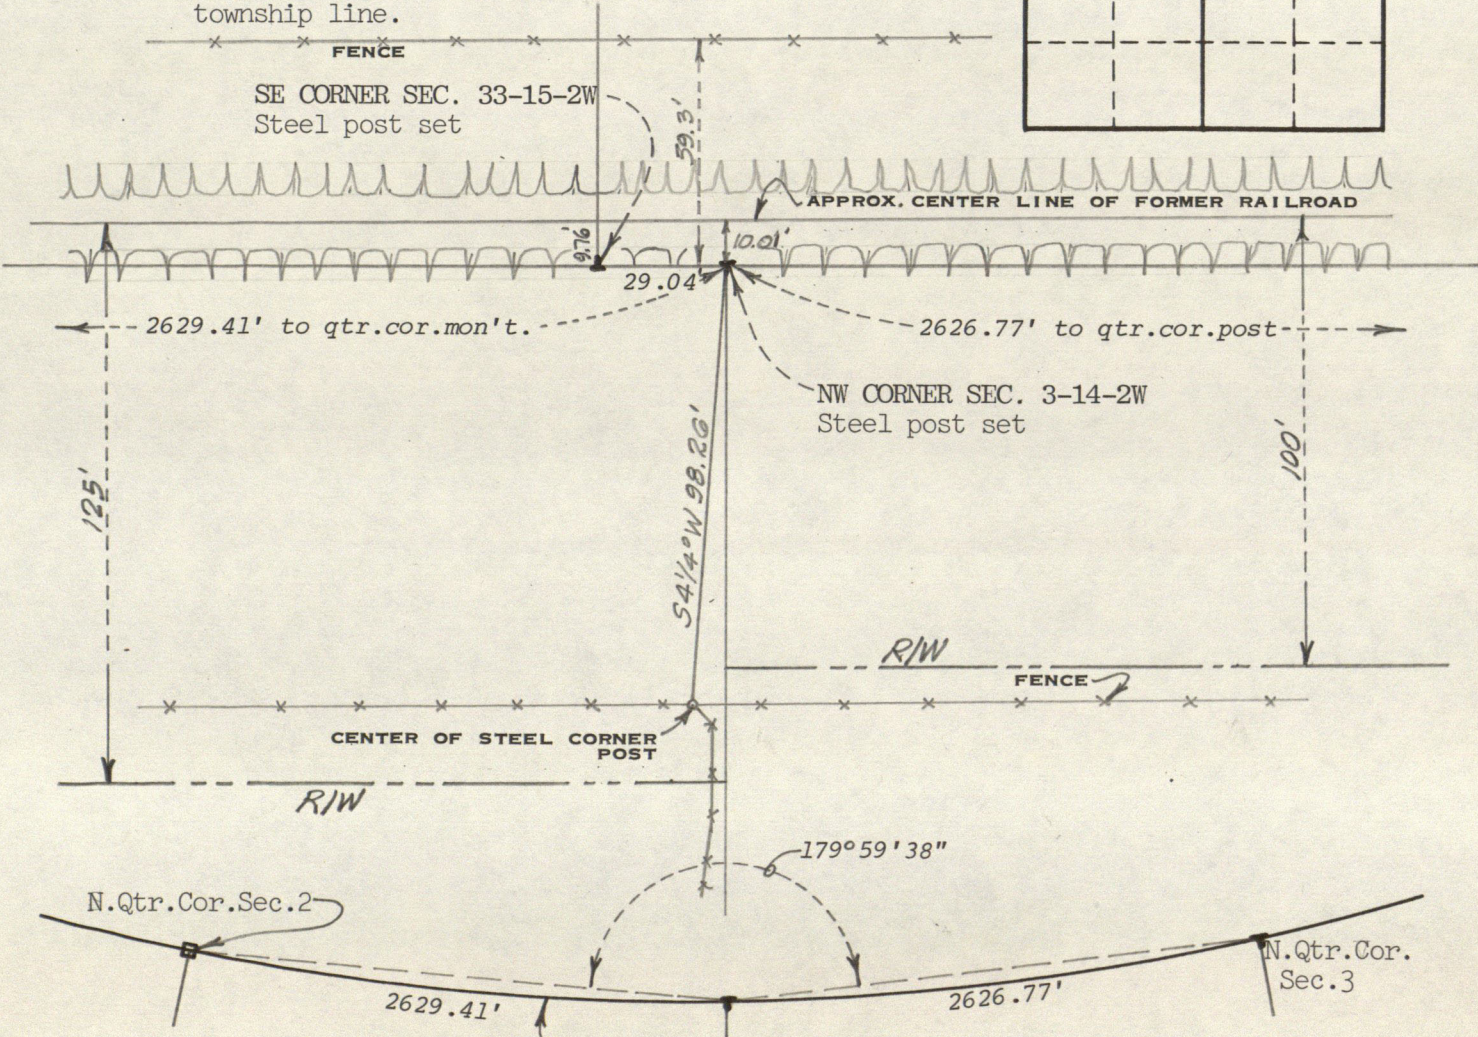 township line.
FENCE
SE CORNER SEC. 33-15-2W
Steel post set
59.3'
APPROX. CENTER LINE OF FORMER RAILROAD
9.76'
10.01'
29.04'
2629.41' to qtr.cor.mon't.
2626.77' to qtr.cor.post
NW CORNER SEC. 3-14-2W
Steel post set
125'
S4¼°W 98.26'
100'
R/W
FENCE
CENTER OF STEEL CORNER
POST
R/W
179°59'38"
N.Qtr.Cor.Sec.2
N.Qtr.Cor.
Sec.3
2629.41'
2626.77'